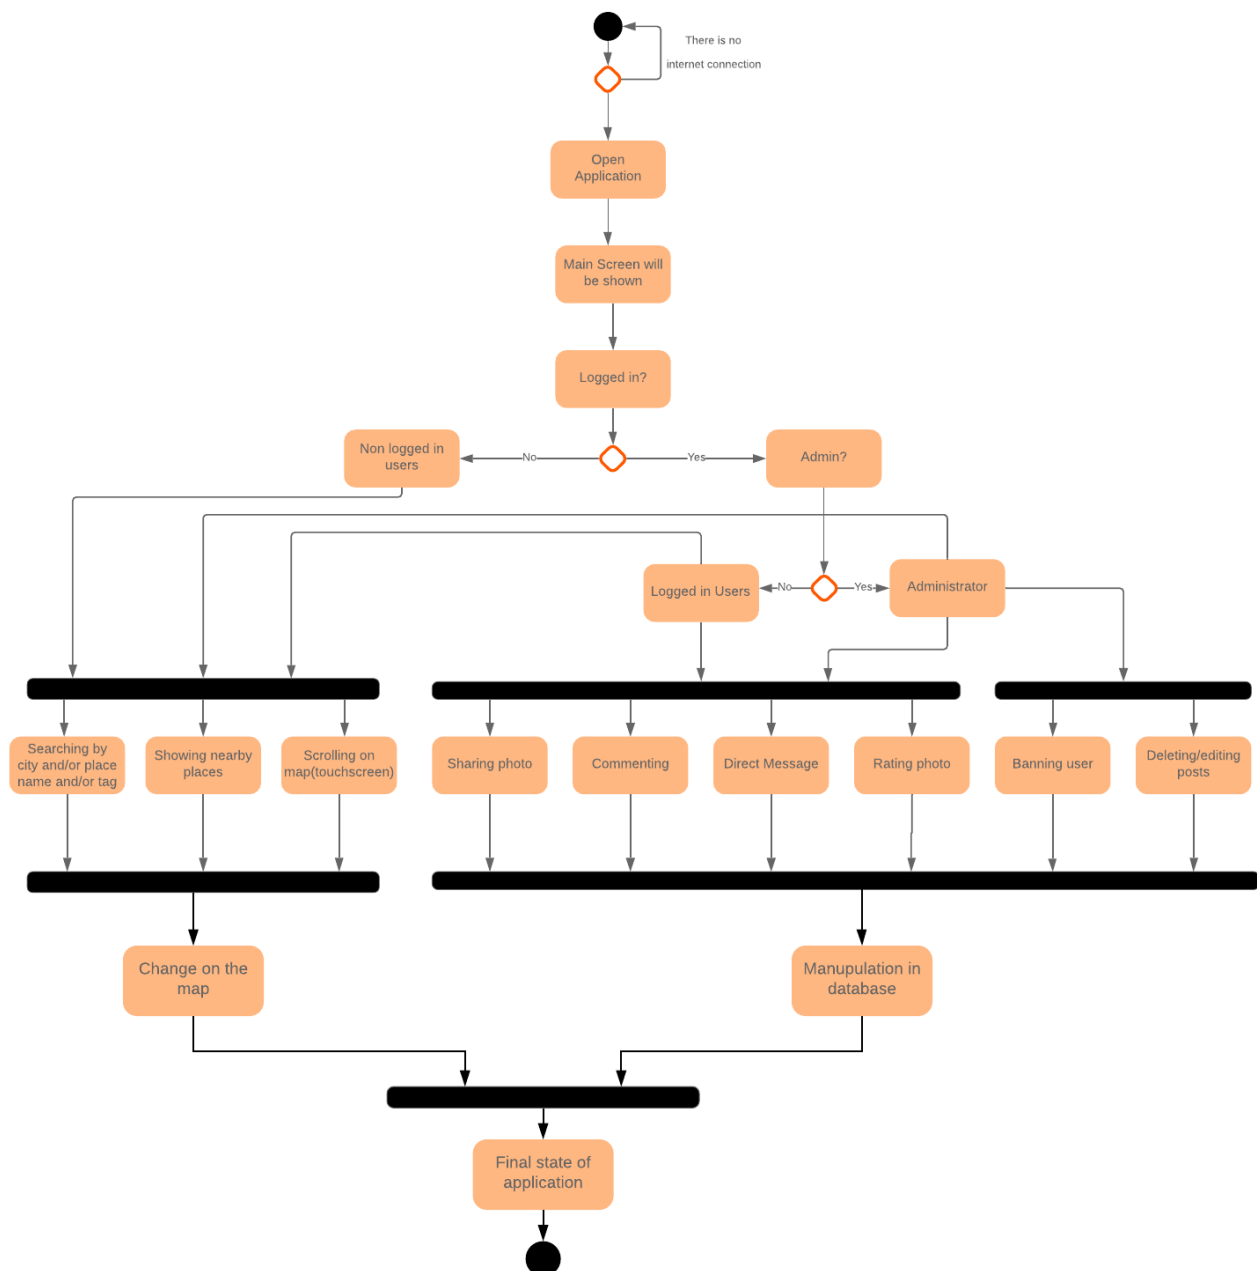 There is no
internet connection
Open
Application
Main Screen will
be shown
Logged in?
Non logged in
users
No
Yes
Admin?
Logged in Users
No
Yes
Administrator
Searching by
city and/or place
name and/or tag
Showing nearby
places
Scrolling on
map(touchscreen)
Sharing photo
Commenting
Direct Message
Rating photo
Banning user
Deleting/editing
posts
Change on the
map
Manupulation in
database
Final state of
application